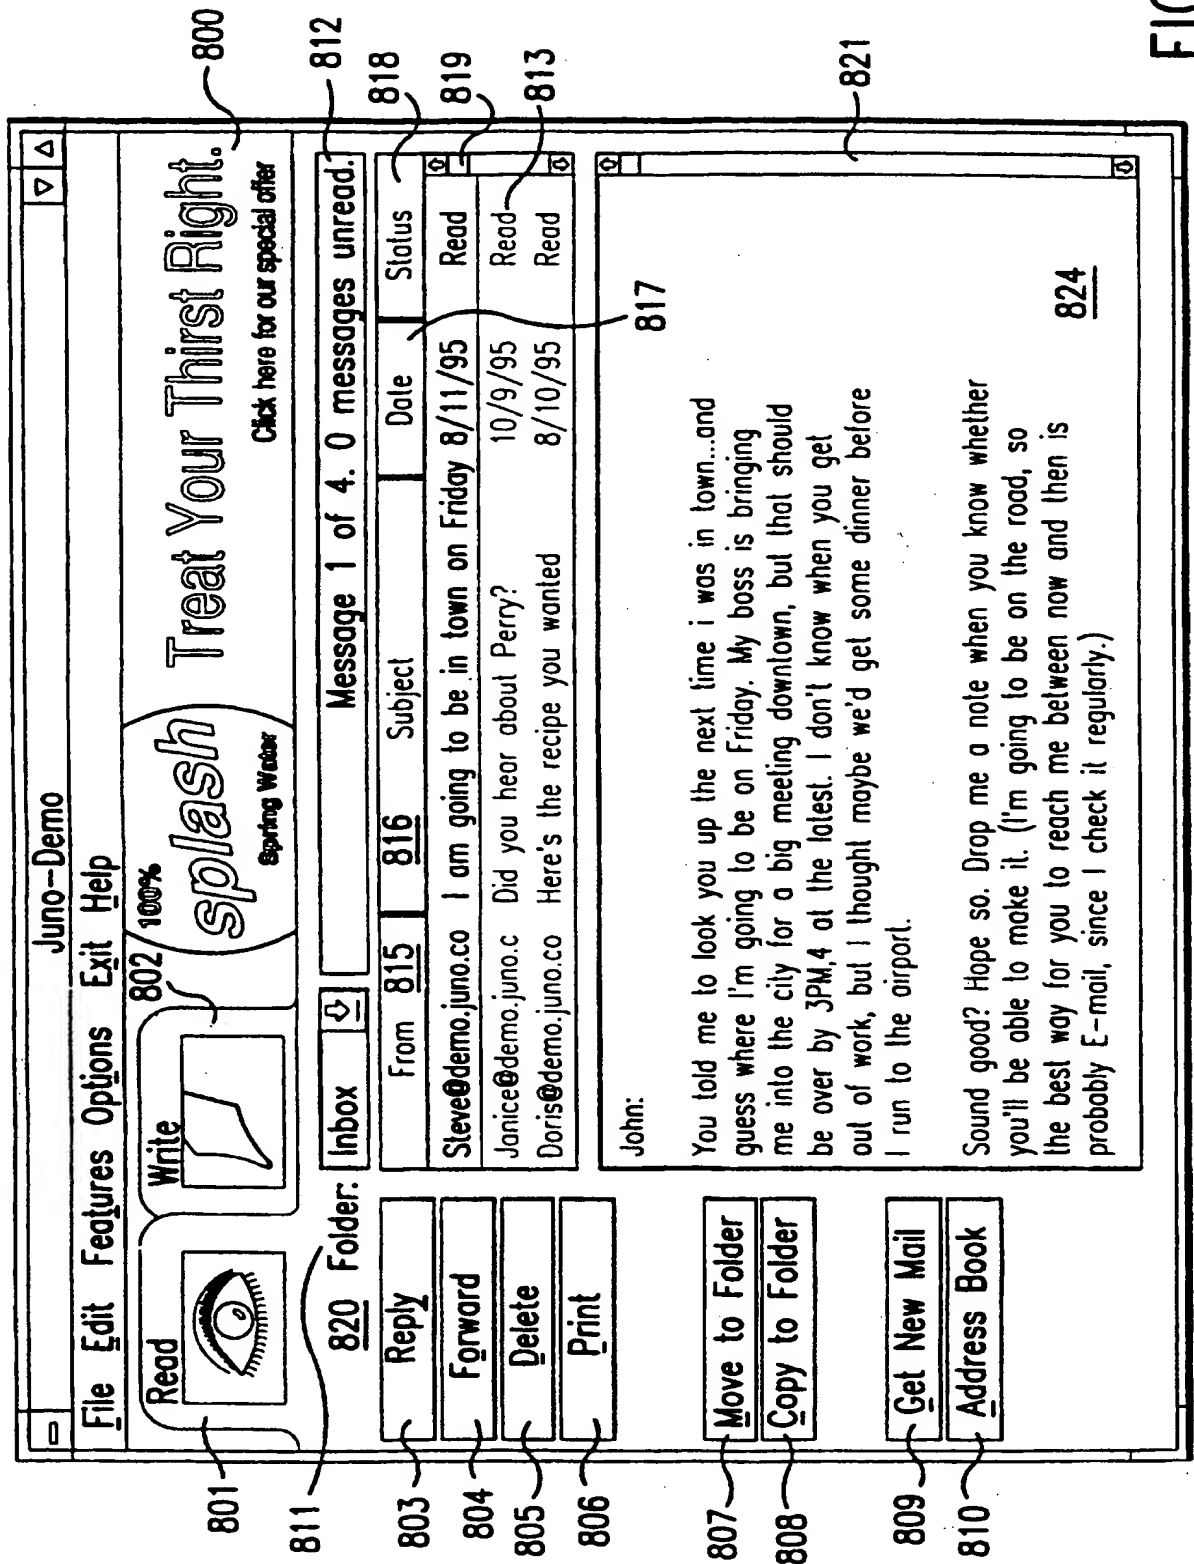 Juno-Demo
File Edit Features Options Exit Help
Read
Write
802
100%
splash
Spring Water
Treat Your Thirst Right.
Click here for our special offer
800
801
811
820 Folder: Inbox
Message 1 of 4. 0 messages unread.
812
From 815
816 Subject
Date
Status
818
Steve@demo.juno.co I am going to be in town on Friday 8/11/95 Read
819
Janice@demo.juno.c Did you hear about Perry? 10/9/95 Read
813
Doris@demo.juno.co Here's the recipe you wanted 8/10/95 Read
817
803 Reply
804 Forward
805 Delete
806 Print
807 Move to Folder
808 Copy to Folder
809 Get New Mail
810 Address Book
John:
You told me to look you up the next time i was in town...and
guess where I'm going to be on Friday. My boss is bringing
me into the city for a big meeting downtown, but that should
be over by 3PM,4 at the latest. I don't know when you get
out of work, but I thought maybe we'd get some dinner before
I run to the airport.
Sound good? Hope so. Drop me a note when you know whether
you'll be able to make it. (I'm going to be on the road, so
the best way for you to reach me between now and then is
probably E-mail, since I check it regularly.)
821
824